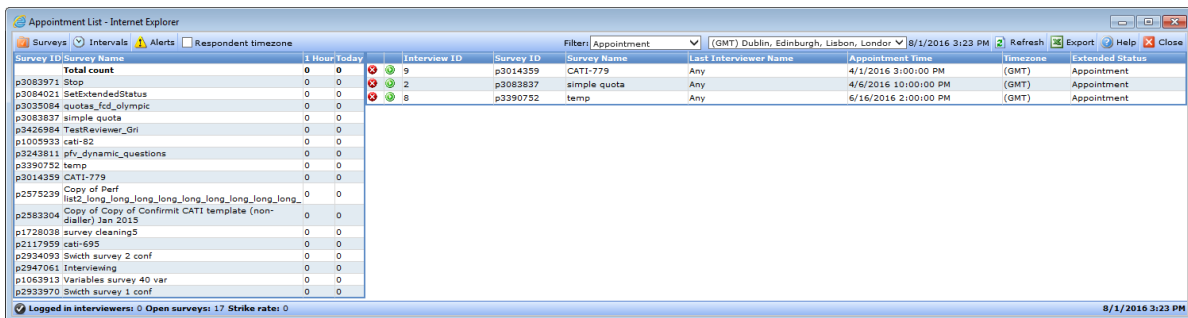 Appointment List - Internet Explorer
Surveys Intervals Alerts Respondent timezone Filter: Appointment (GMT) Dublin, Edinburgh, Lisbon, Londor 8/1/2016 3:23 PM Refresh Export Help Close
Survey ID Survey Name 1 Hour Today Interview ID Survey ID Survey Name Last Interviewer Name Appointment Time Timezone Extended Status
Total count 0 0 9 p3014359 CATI-779 Any 4/1/2016 3:00:00 PM (GMT) Appointment
p3083971 Stop 0 0 2 p3083837 simple quota Any 4/6/2016 10:00:00 PM (GMT) Appointment
p3084021 SetExtendedStatus 0 0 8 p3390752 temp Any 6/16/2016 2:00:00 PM (GMT) Appointment
p3035084 quotas_fcd_olympic 0 0
p3083837 simple quota 0 0
p3426984 TestReviewer_Gri 0 0
p1005933 cati-82 0 0
p3243811 pfv_dynamic_questions 0 0
p3390752 temp 0 0
p3014359 CATI-779 0 0
p2575239 Copy of Perf 0 0
list2_long_long_long_long_long_long_long_long_long_
p2583304 Copy of Copy of Confirmit CATI template (non- 0 0
dialler) Jan 2015
p1728038 survey cleaning5 0 0
p2117959 cati-695 0 0
p2934093 Swicth survey 2 conf 0 0
p2947061 Interviewing 0 0
p1063913 Variables survey 40 var 0 0
p2933970 Swicth survey 1 conf 0 0
Logged in interviewers: 0 Open surveys: 17 Strike rate: 0 8/1/2016 3:23 PM